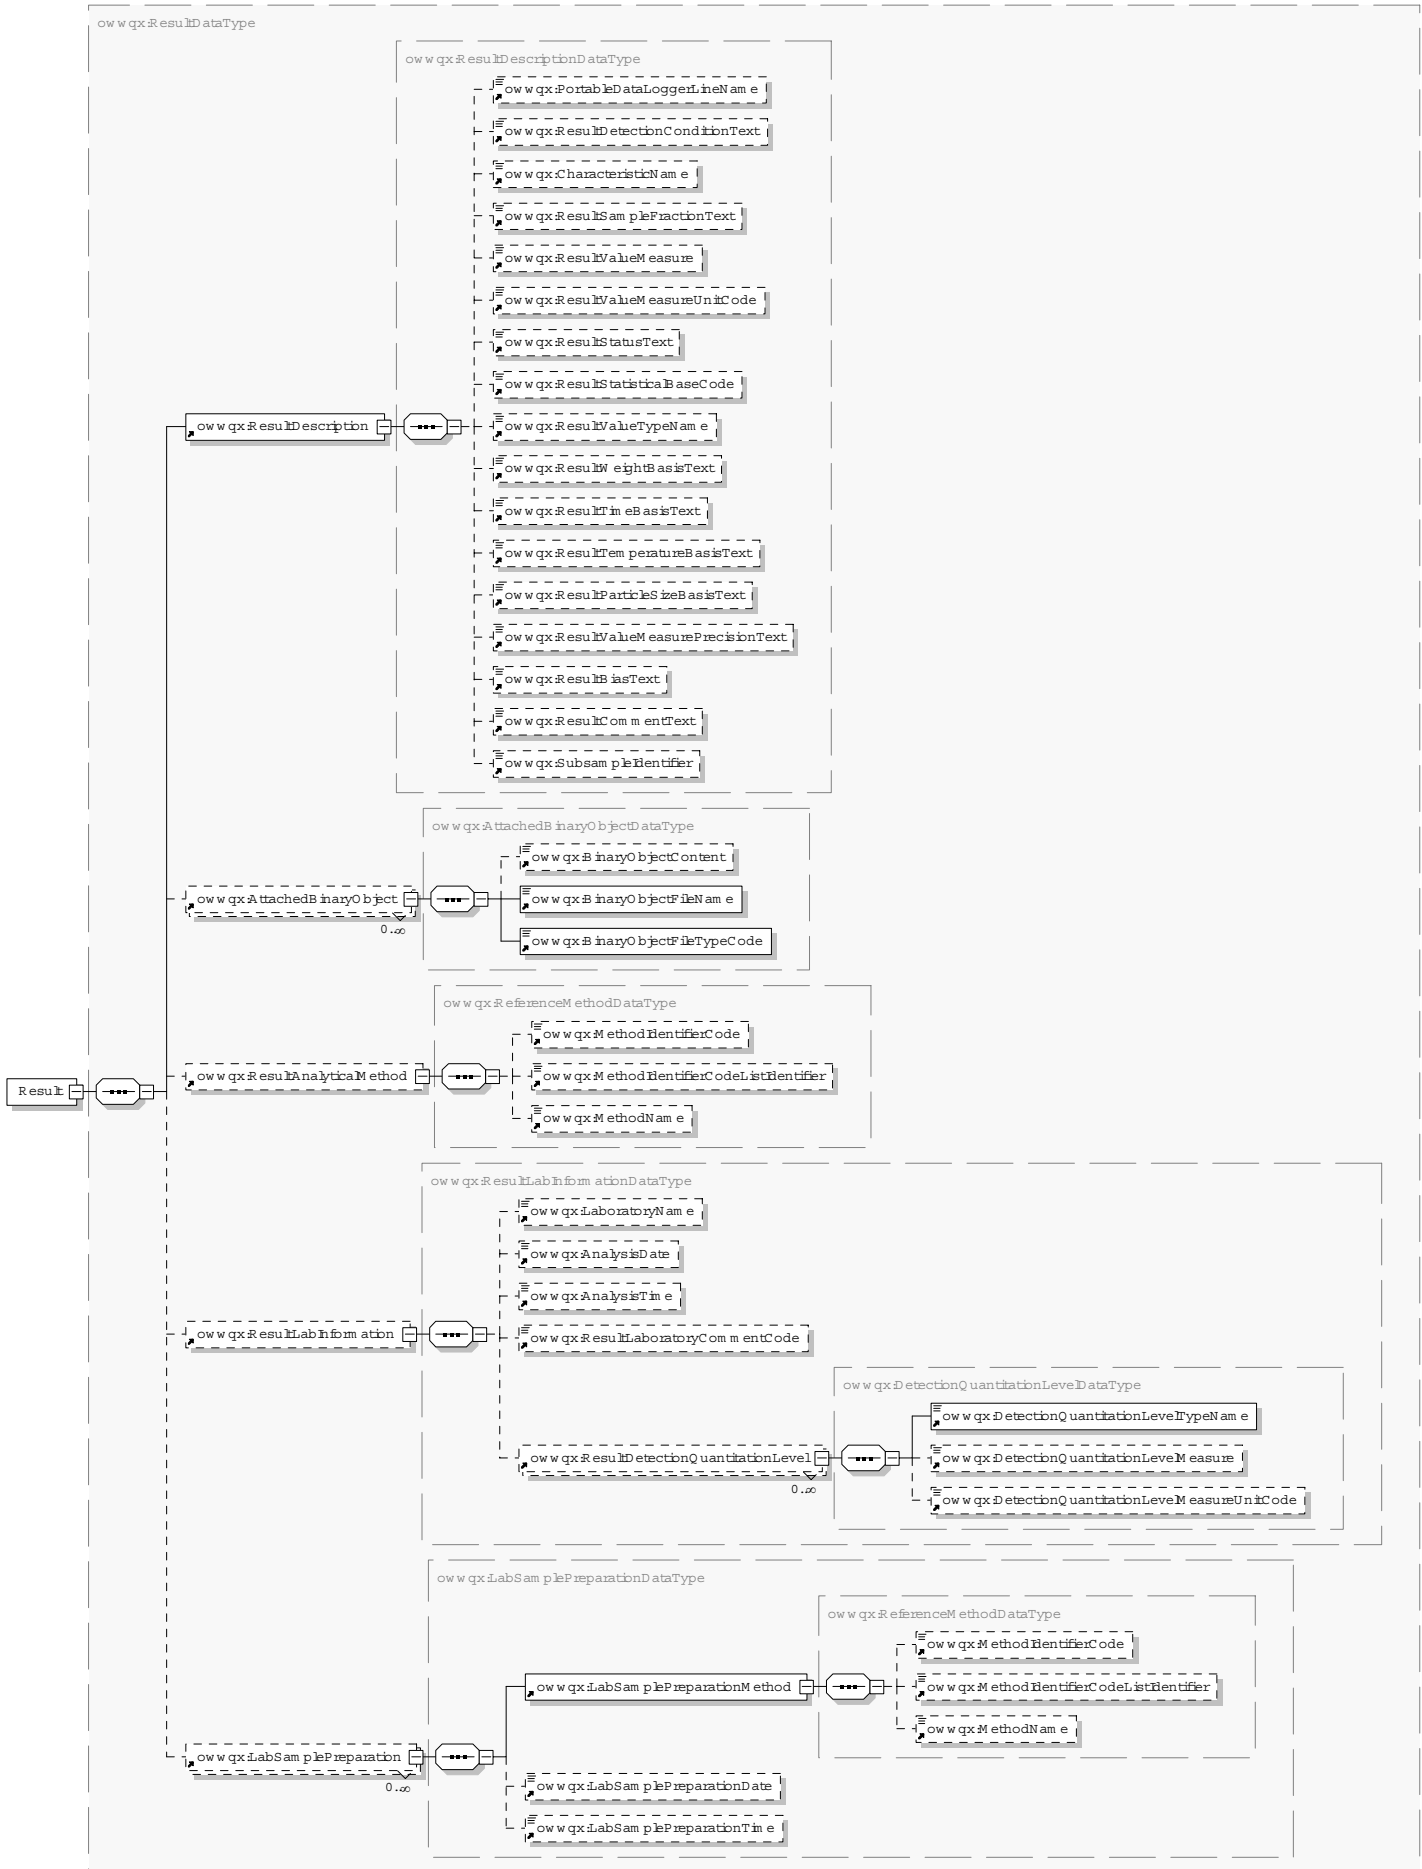 owwqx:ResultDataType
owwqx:ResultDescriptionDataType
owwqx:PortableDataLoggerLineName
owwqx:ResultDetectionConditionText
owwqx:CharacteristicName
owwqx:ResultSampleFractionText
owwqx:ResultValueMeasure
owwqx:ResultValueMeasureUnitCode
owwqx:ResultStatusText
owwqx:ResultStatisticalBaseCode
owwqx:ResultDescription
owwqx:ResultValueTypeName
owwqx:ResultWeightBasisText
owwqx:ResultTimeBasisText
owwqx:ResultTemperatureBasisText
owwqx:ResultParticleSizeBasisText
owwqx:ResultValueMeasurePrecisionText
owwqx:ResultBiasText
owwqx:ResultCommentText
owwqx:SubsampleIdentifier
owwqx:AttachedBinaryObjectDataType
owwqx:BinaryObjectContent
owwqx:AttachedBinaryObject
owwqx:BinaryObjectFileName
0..∞
owwqx:BinaryObjectFileTypeCode
owwqx:ReferenceMethodDataType
owwqx:MethodIdentifierCode
owwqx:ResultAnalyticalMethod
owwqx:MethodIdentifierCodeListIdentifier
Result
owwqx:MethodName
owwqx:ResultLabInformationDataType
owwqx:LaboratoryName
owwqx:AnalysisDate
owwqx:AnalysisTime
owwqx:ResultLabInformation
owwqx:ResultLaboratoryCommentCode
owwqx:DetectionQuantitationLevelDataType
owwqx:DetectionQuantitationLevelTypeName
owwqx:ResultDetectionQuantitationLevel
owwqx:DetectionQuantitationLevelMeasure
0..∞
owwqx:DetectionQuantitationLevelMeasureUnitCode
owwqx:LabSamplePreparationDataType
owwqx:ReferenceMethodDataType
owwqx:MethodIdentifierCode
owwqx:LabSamplePreparationMethod
owwqx:MethodIdentifierCodeListIdentifier
owwqx:MethodName
owwqx:LabSamplePreparation
0..∞
owwqx:LabSamplePreparationDate
owwqx:LabSamplePreparationTime